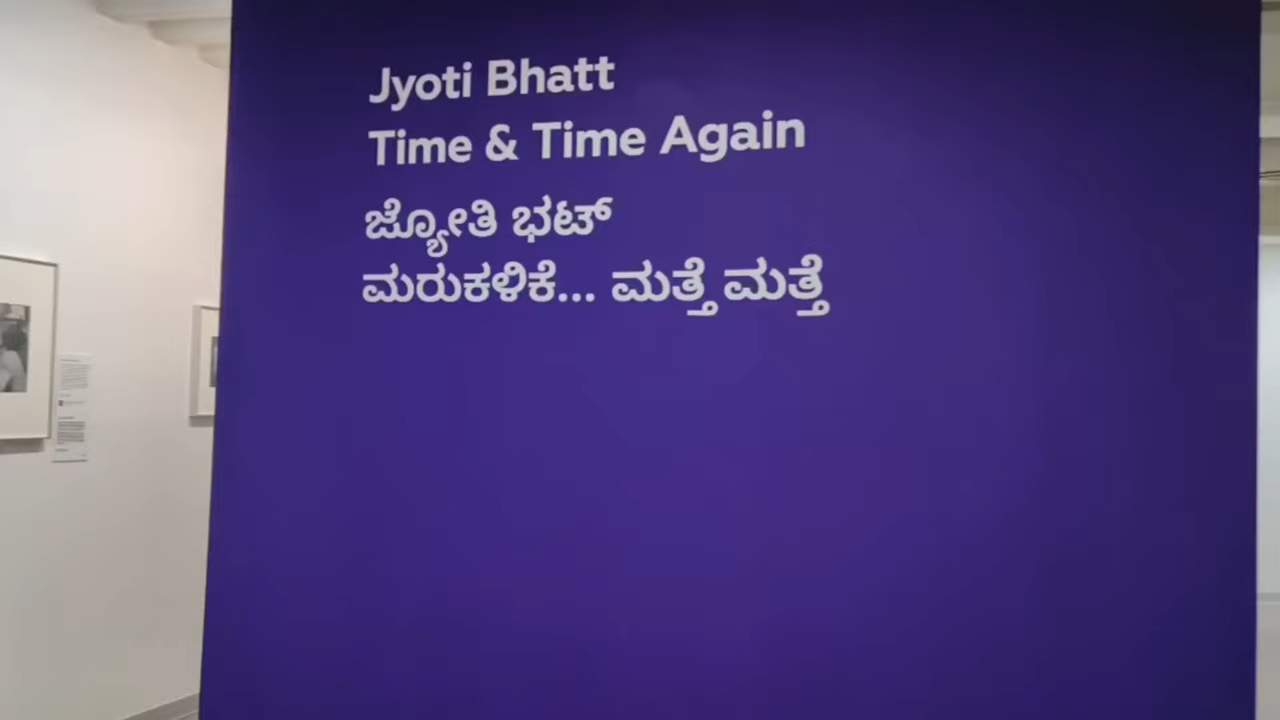 Jyoti Bhatt
Time & Time Again
ಜ್ಯೋತಿ ಭಟ್
ಮರುಕಳಿಕೆ... ಮತ್ತೆ ಮತ್ತೆ